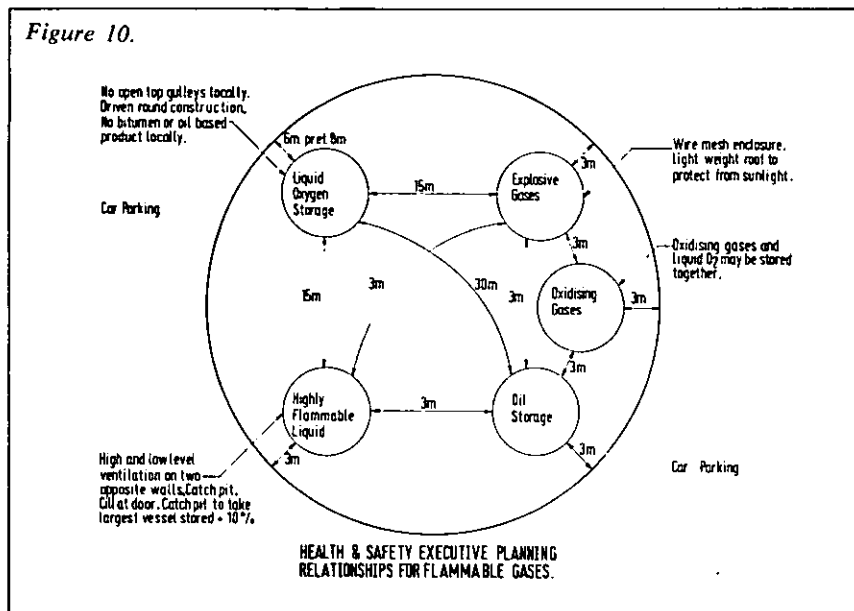 Figure 10.
No open top gulleys locally.
Driven round construction.
No bitumen or oil based
product locally.
6m pref 8m
Liquid
Oxygen
Storage
15m
Explosive
Gases
3m
Wire mesh enclosure.
Light weight roof to
protect from sunlight.
Car Parking
3m
Oxidising gases and
liquid O2 may be stored
together.
15m
3m
30m
3m
Oxidising
Gases
3m
3m
Highly
Flammable
Liquid
3m
Oil
Storage
3m
3m
High and low level
ventilation on two
opposite walls. Catch pit.
Cill at door. Catch pit to take
largest vessel stored + 10%.
Car Parking
HEALTH & SAFETY EXECUTIVE PLANNING
RELATIONSHIPS FOR FLAMMABLE GASES.